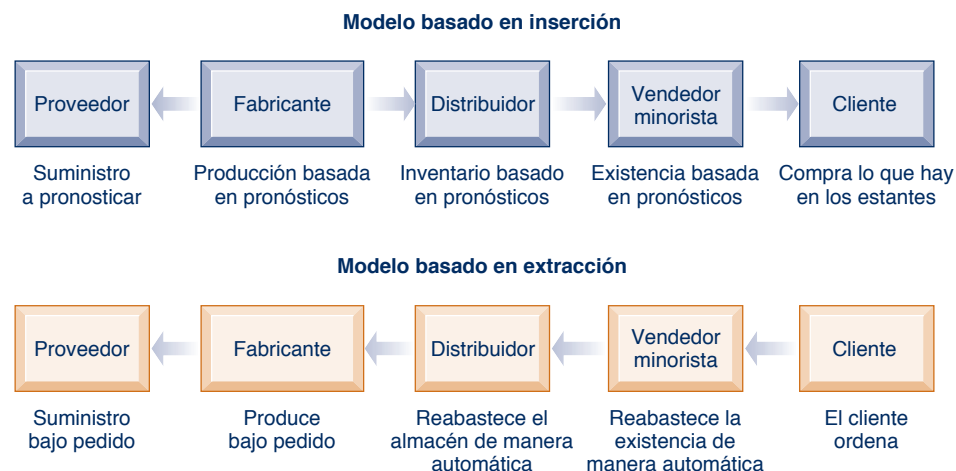 Modelo basado en inserción
Proveedor
Fabricante
Distribuidor
Vendedor
minorista
Cliente
Suministro
a pronosticar
Producción basada
en pronósticos
Inventario basado
en pronósticos
Existencia basada
en pronósticos
Compra lo que hay
en los estantes
Modelo basado en extracción
Proveedor
Fabricante
Distribuidor
Vendedor
minorista
Cliente
Suministro
bajo pedido
Produce
bajo pedido
Reabastece el
almacén de manera
automática
Reabastece la
existencia de
manera automática
El cliente
ordena